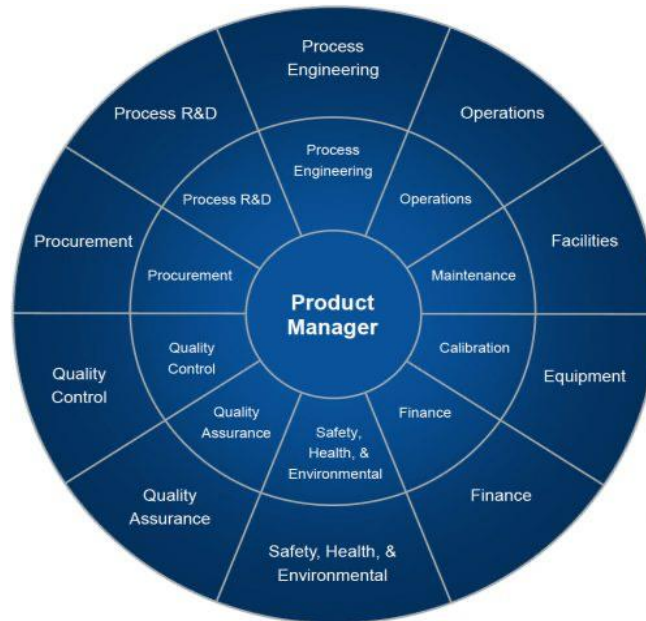 Process
Engineering
Operations
Facilities
Equipment
Finance
Safety, Health, &
Environmental
Quality
Assurance
Quality
Control
Procurement
Process R&D
Process
Engineering
Operations
Maintenance
Calibration
Finance
Safety,
Health, &
Environmental
Quality
Assurance
Quality
Control
Procurement
Process R&D
Product
Manager